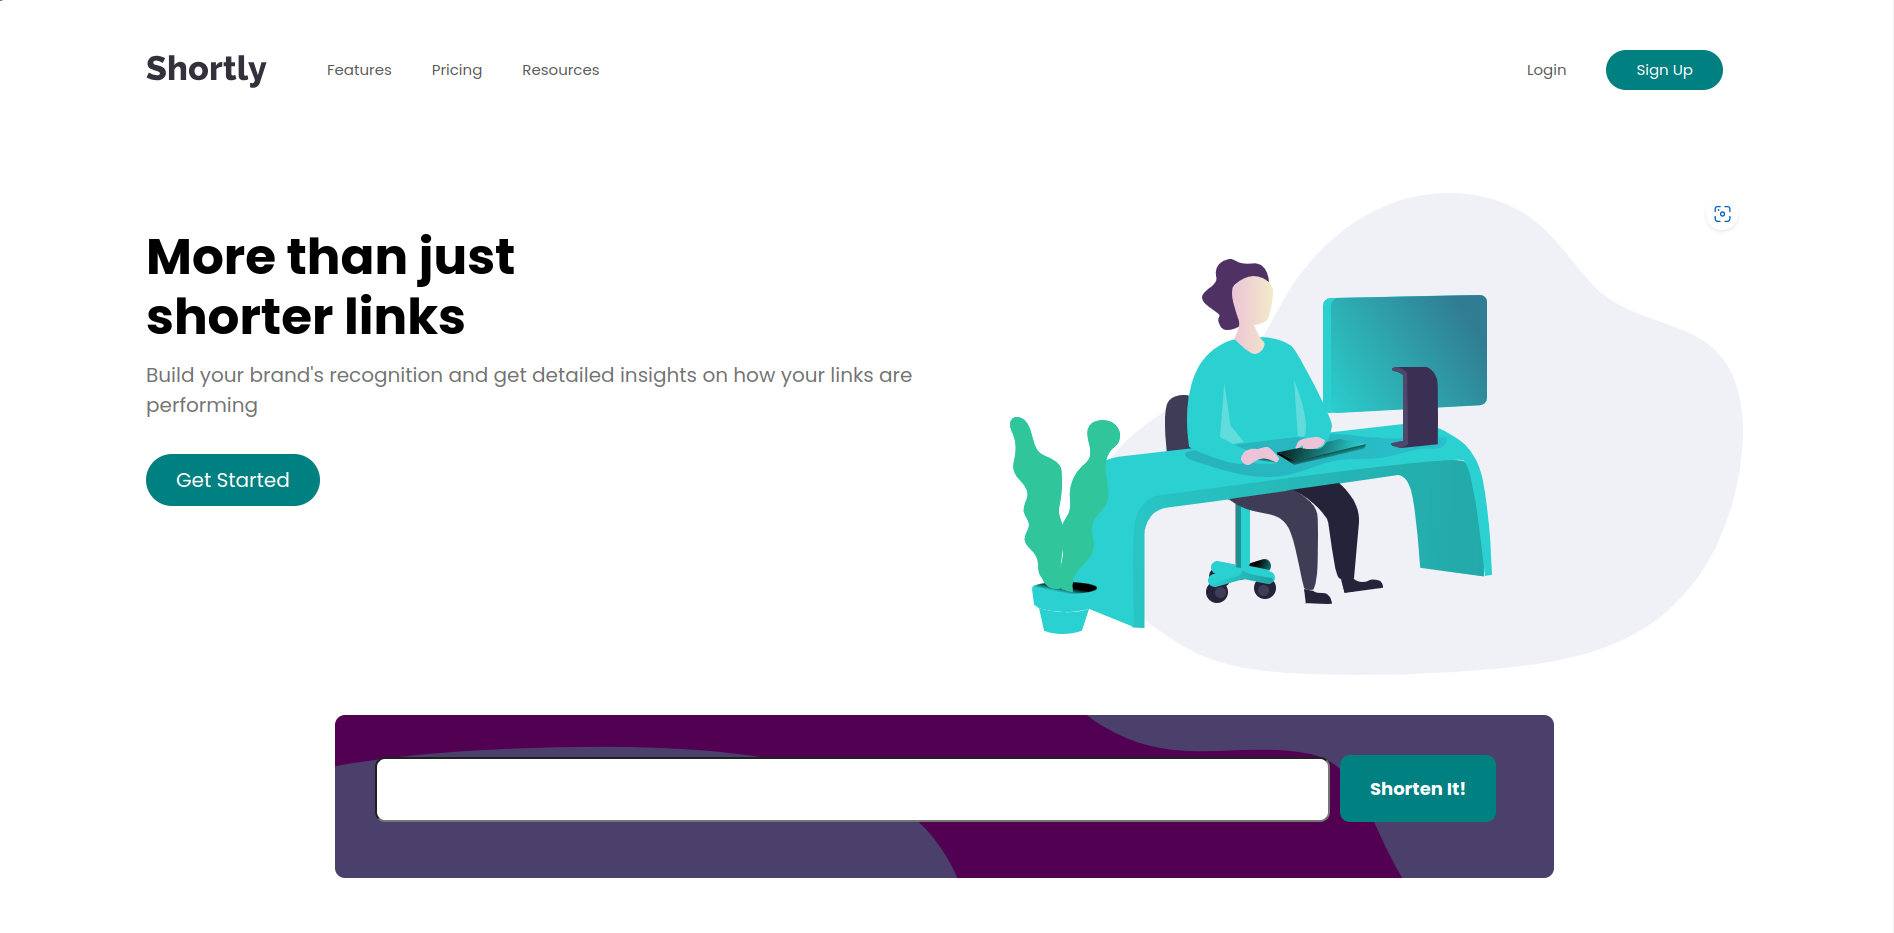 Shortly
Features
Pricing
Resources
Login
Sign Up
More than just
shorter links
Build your brand's recognition and get detailed insights on how your links are
performing
Get Started
Shorten It!